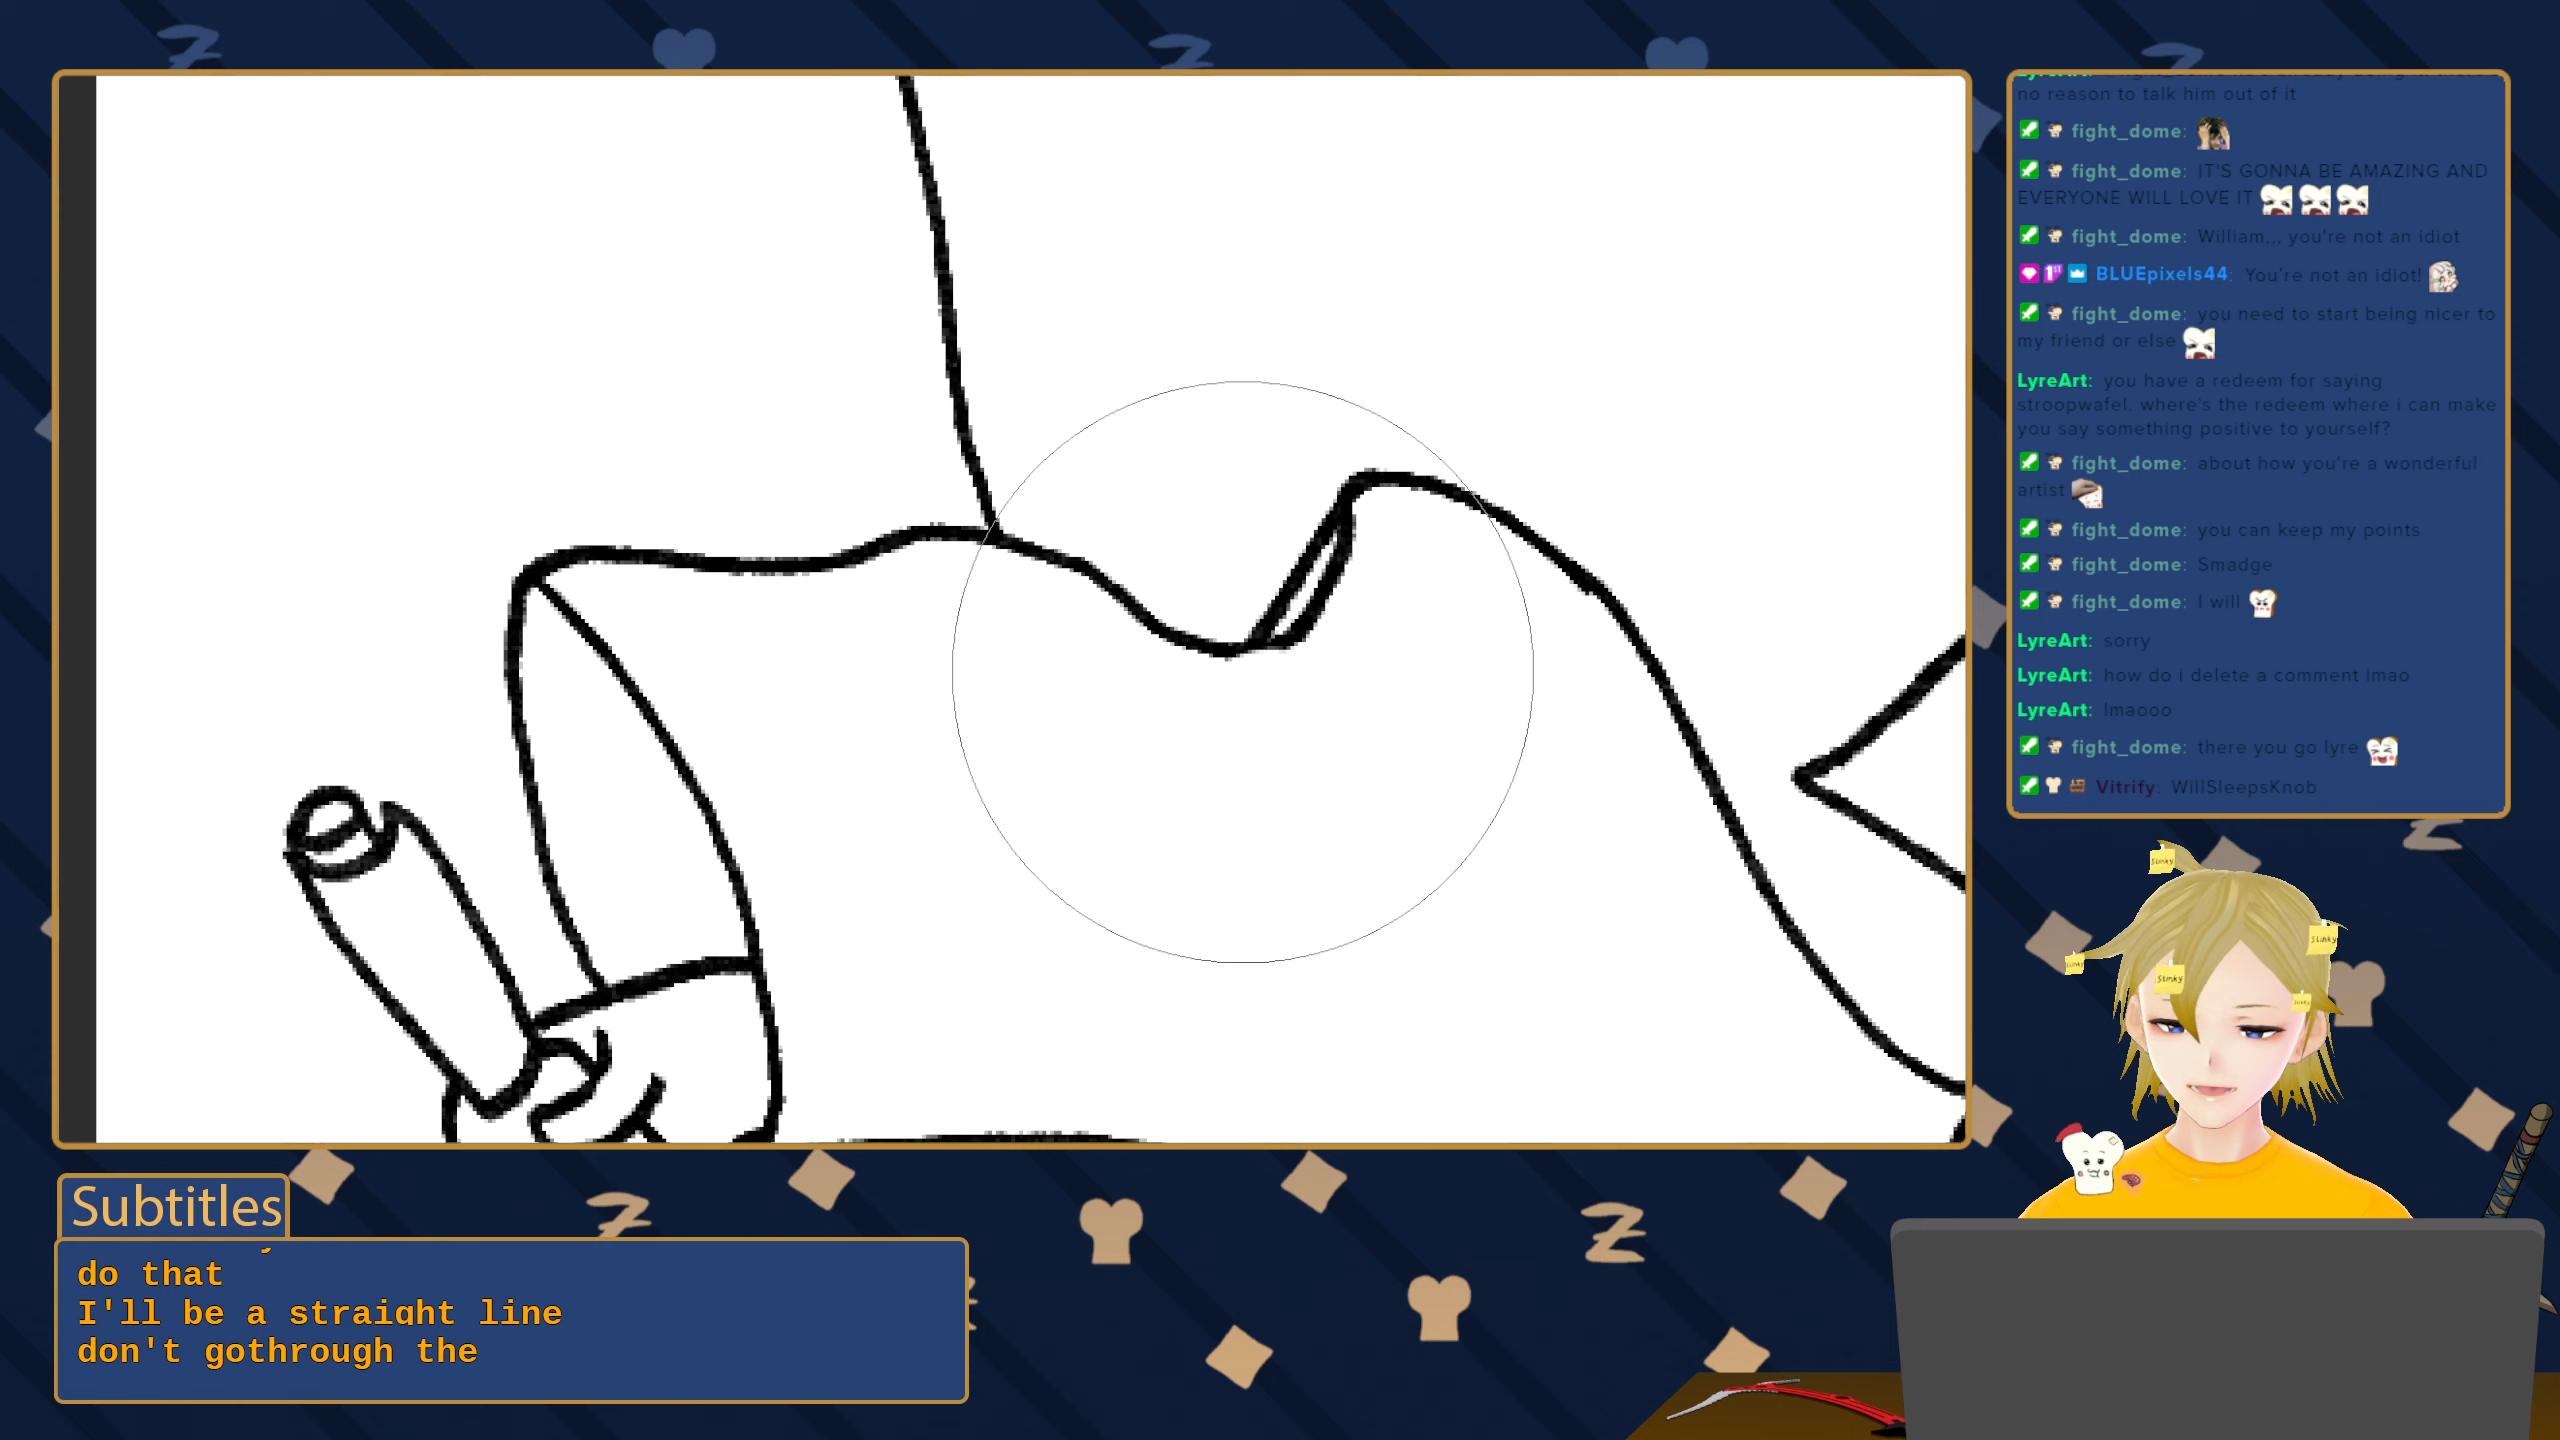 no reason to talk him out of it
fight_dome:
fight_dome: IT'S GONNA BE AMAZING AND
EVERYONE WILL LOVE IT
fight_dome: William,,, you're not an idiot
BLUEpixels44: You're not an idiot!
fight_dome: you need to start being nicer to
my friend or else
LyreArt: you have a redeem for saying
stroopwafel, where's the redeem where i can make
you say something positive to yourself?
fight_dome: about how you're a wonderful
artist
fight_dome: you can keep my points
fight_dome: Smadge
fight_dome: I will
LyreArt: sorry
LyreArt: how do i delete a comment lmao
LyreArt: lmaooo
fight_dome: there you go lyre
Vitrify: WillSleepsKnob
Slinky
Slinky
Slinky
Slinky
Subtitles
do that
I'll be a straight line
don't gothrough the